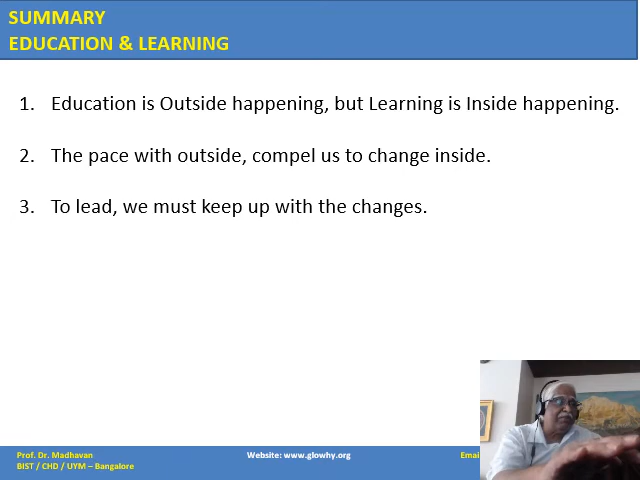 SUMMARY
EDUCATION & LEARNING
1. Education is Outside happening, but Learning is Inside happening.
2. The pace with outside, compel us to change inside.
3. To lead, we must keep up with the changes.
Prof. Dr. Madhavan Website: www.glowhy.org
BIST / CHD / UYM – Bangalore